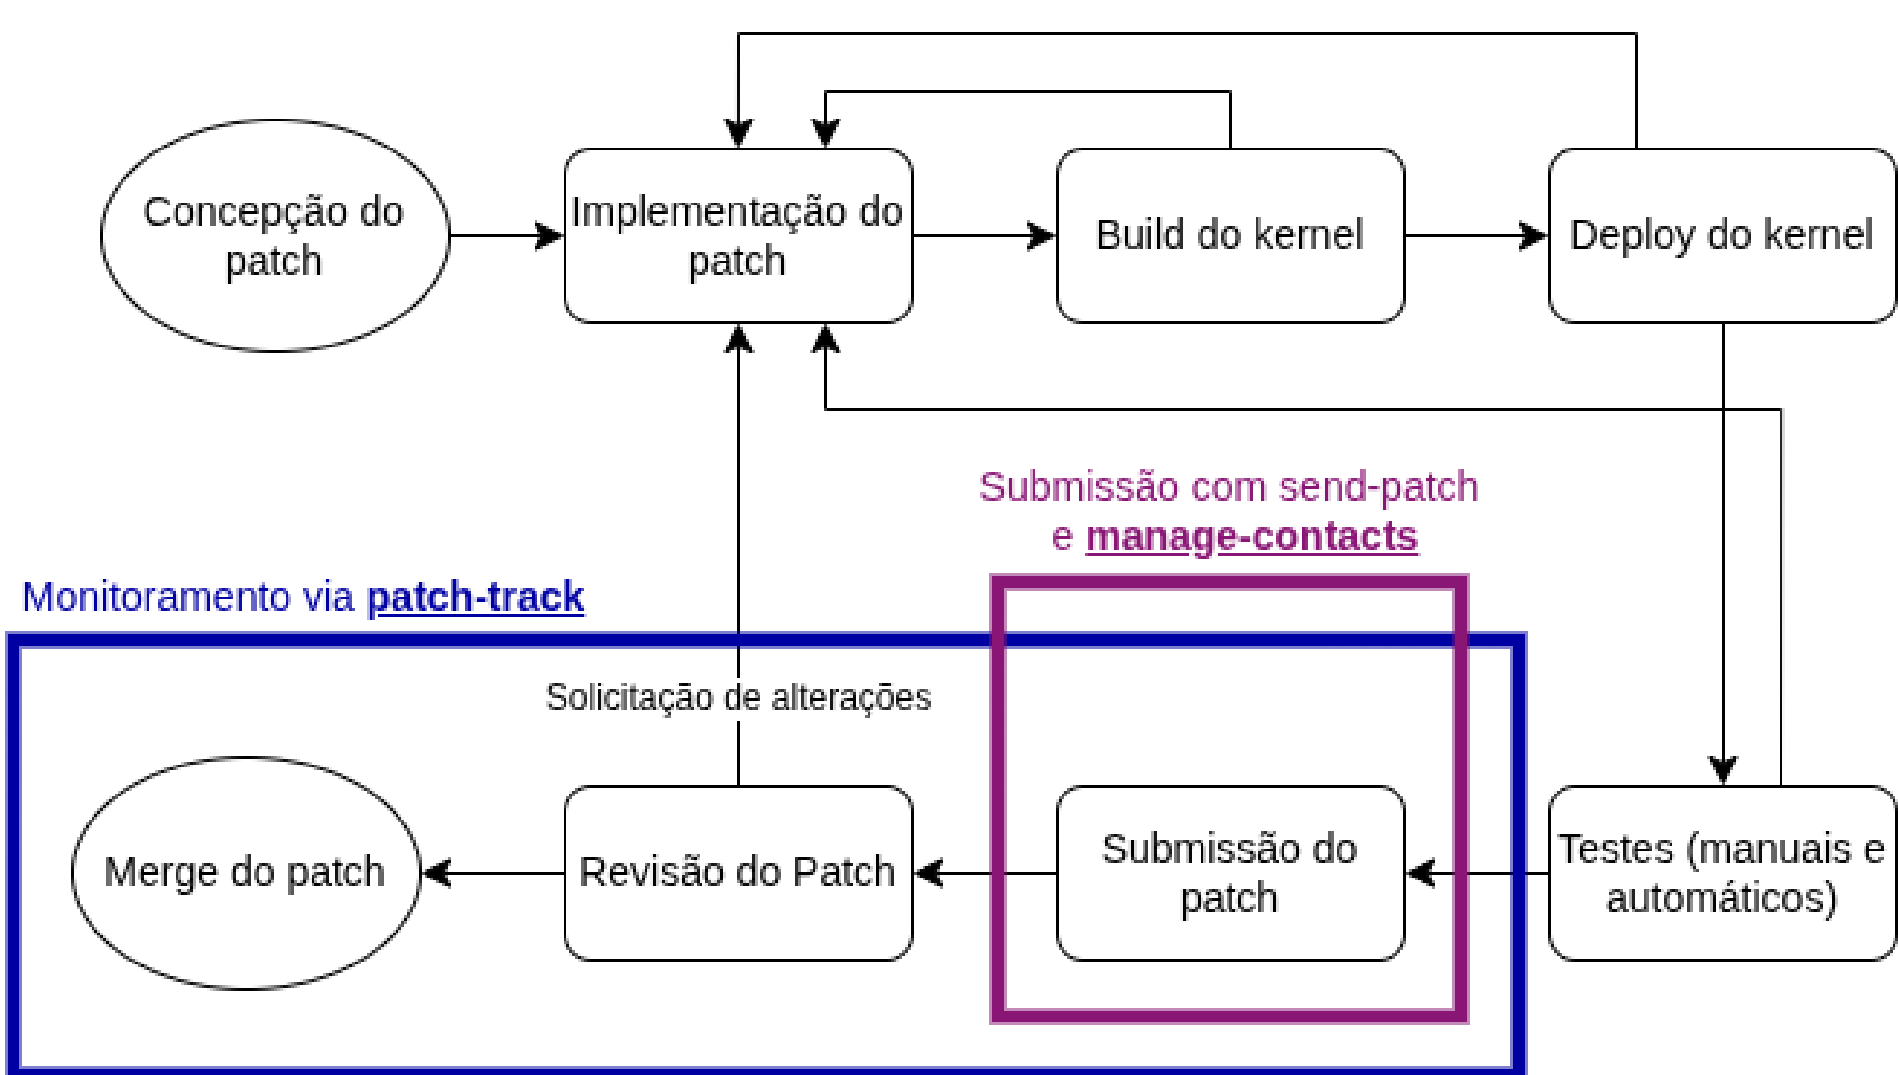 Concepção do
patch
Implementação do
patch
Build do kernel
Deploy do kernel
Submissão com send-patch
e manage-contacts
Monitoramento via patch-track
Solicitação de alterações
Merge do patch
Revisão do Patch
Submissão do
patch
Testes (manuais e
automáticos)